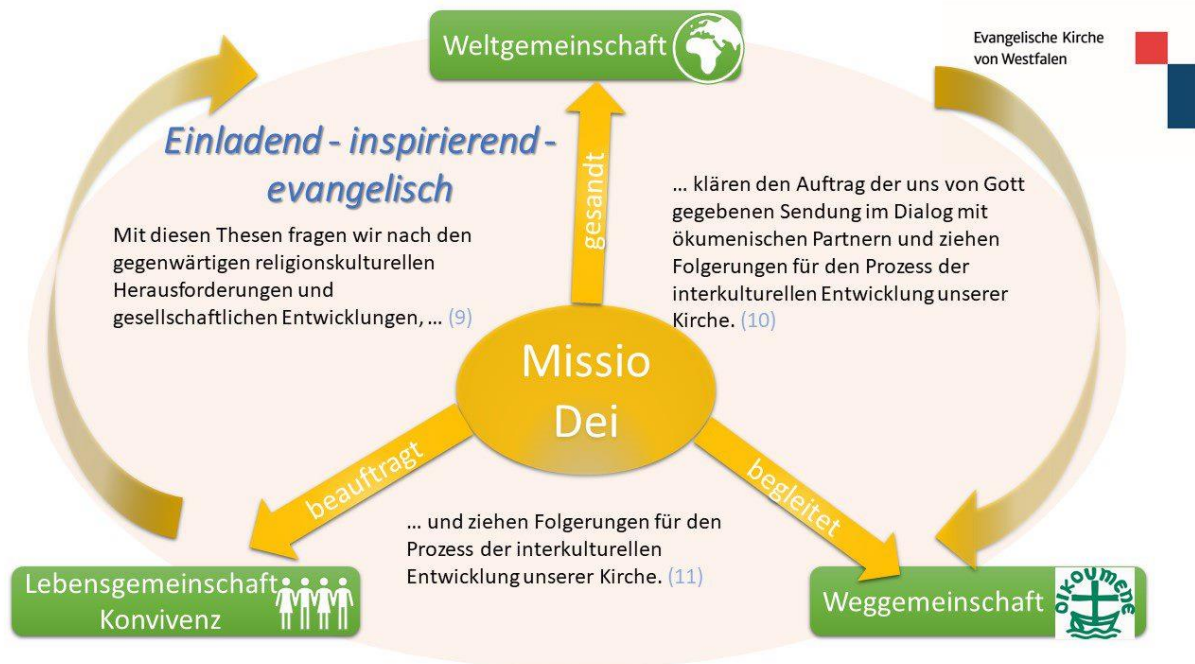 Weltgemeinschaft
Evangelische Kirche
von Westfalen
Einladend - inspirierend -
evangelisch
Mit diesen Thesen fragen wir nach den
gegenwärtigen religionskulturellen
Herausforderungen und
gesellschaftlichen Entwicklungen, ... (9)
gesandt
... klären den Auftrag der uns von Gott
gegebenen Sendung im Dialog mit
ökumenischen Partnern und ziehen
Folgerungen für den Prozess der
interkulturellen Entwicklung unserer
Kirche. (10)
Missio
Dei
beauftragt
begleitet
... und ziehen Folgerungen für den
Prozess der interkulturellen
Entwicklung unserer Kirche. (11)
Lebensgemeinschaft
Konvivenz
Weggemeinschaft
OIKOUMENE